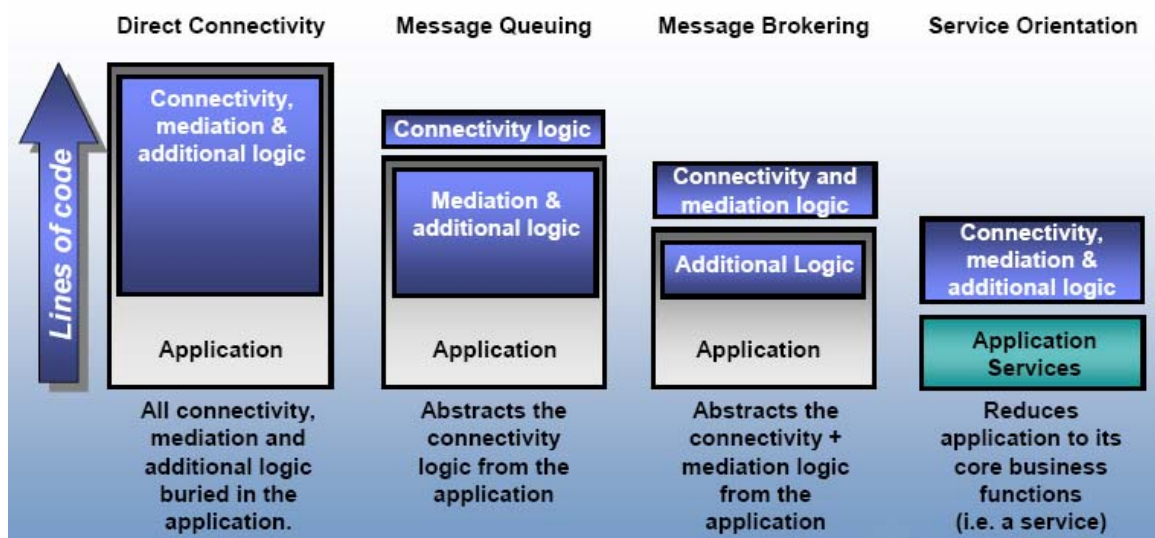 Direct Connectivity
Message Queuing
Message Brokering
Service Orientation
Lines of code
Connectivity,
mediation &
additional logic
Application
All connectivity,
mediation and
additional logic
buried in the
application.
Connectivity logic
Mediation &
additional logic
Application
Abstracts the
connectivity
logic from the
application
Connectivity and
mediation logic
Additional Logic
Application
Abstracts the
connectivity +
mediation logic
from the
application
Connectivity,
mediation &
additional logic
Application
Services
Reduces
application to its
core business
functions
(i.e. a service)